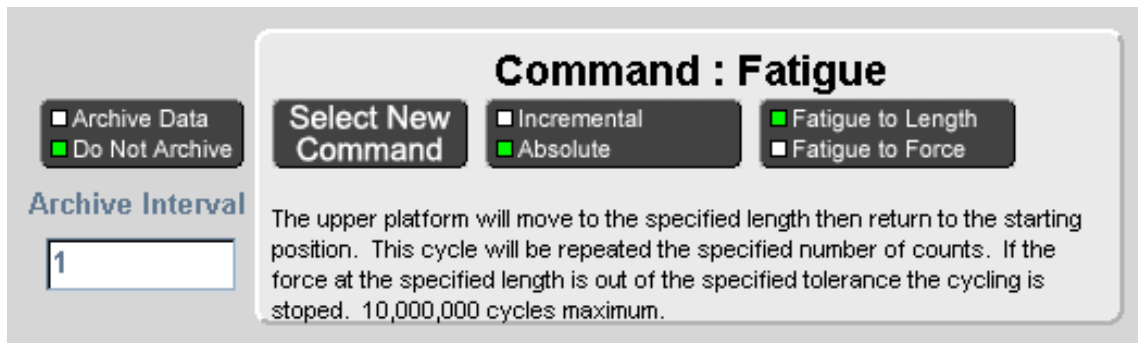 Command : Fatigue
Archive Data
Do Not Archive
Select New
Command
Incremental
Absolute
Fatigue to Length
Fatigue to Force
Archive Interval
1
The upper platform will move to the specified length then return to the starting
position. This cycle will be repeated the specified number of counts. If the
force at the specified length is out of the specified tolerance the cycling is
stoped. 10,000,000 cycles maximum.